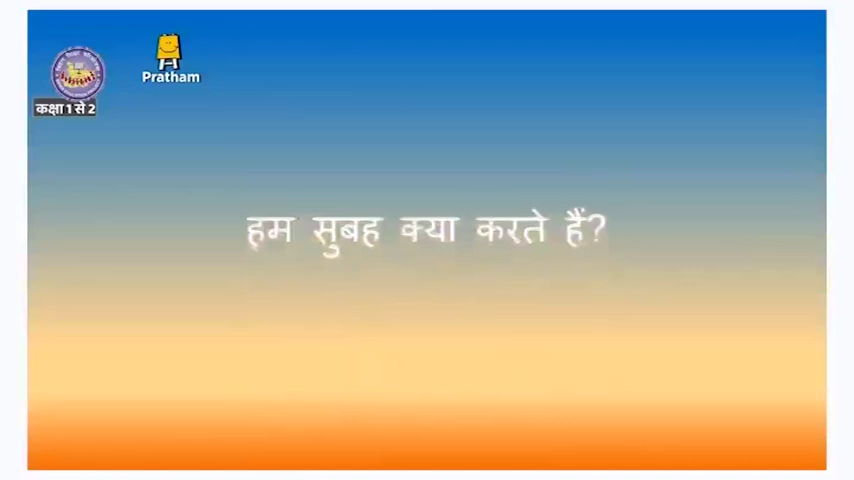 Pratham
कक्षा 1 से 2
हम सुबह क्या करते हैं?